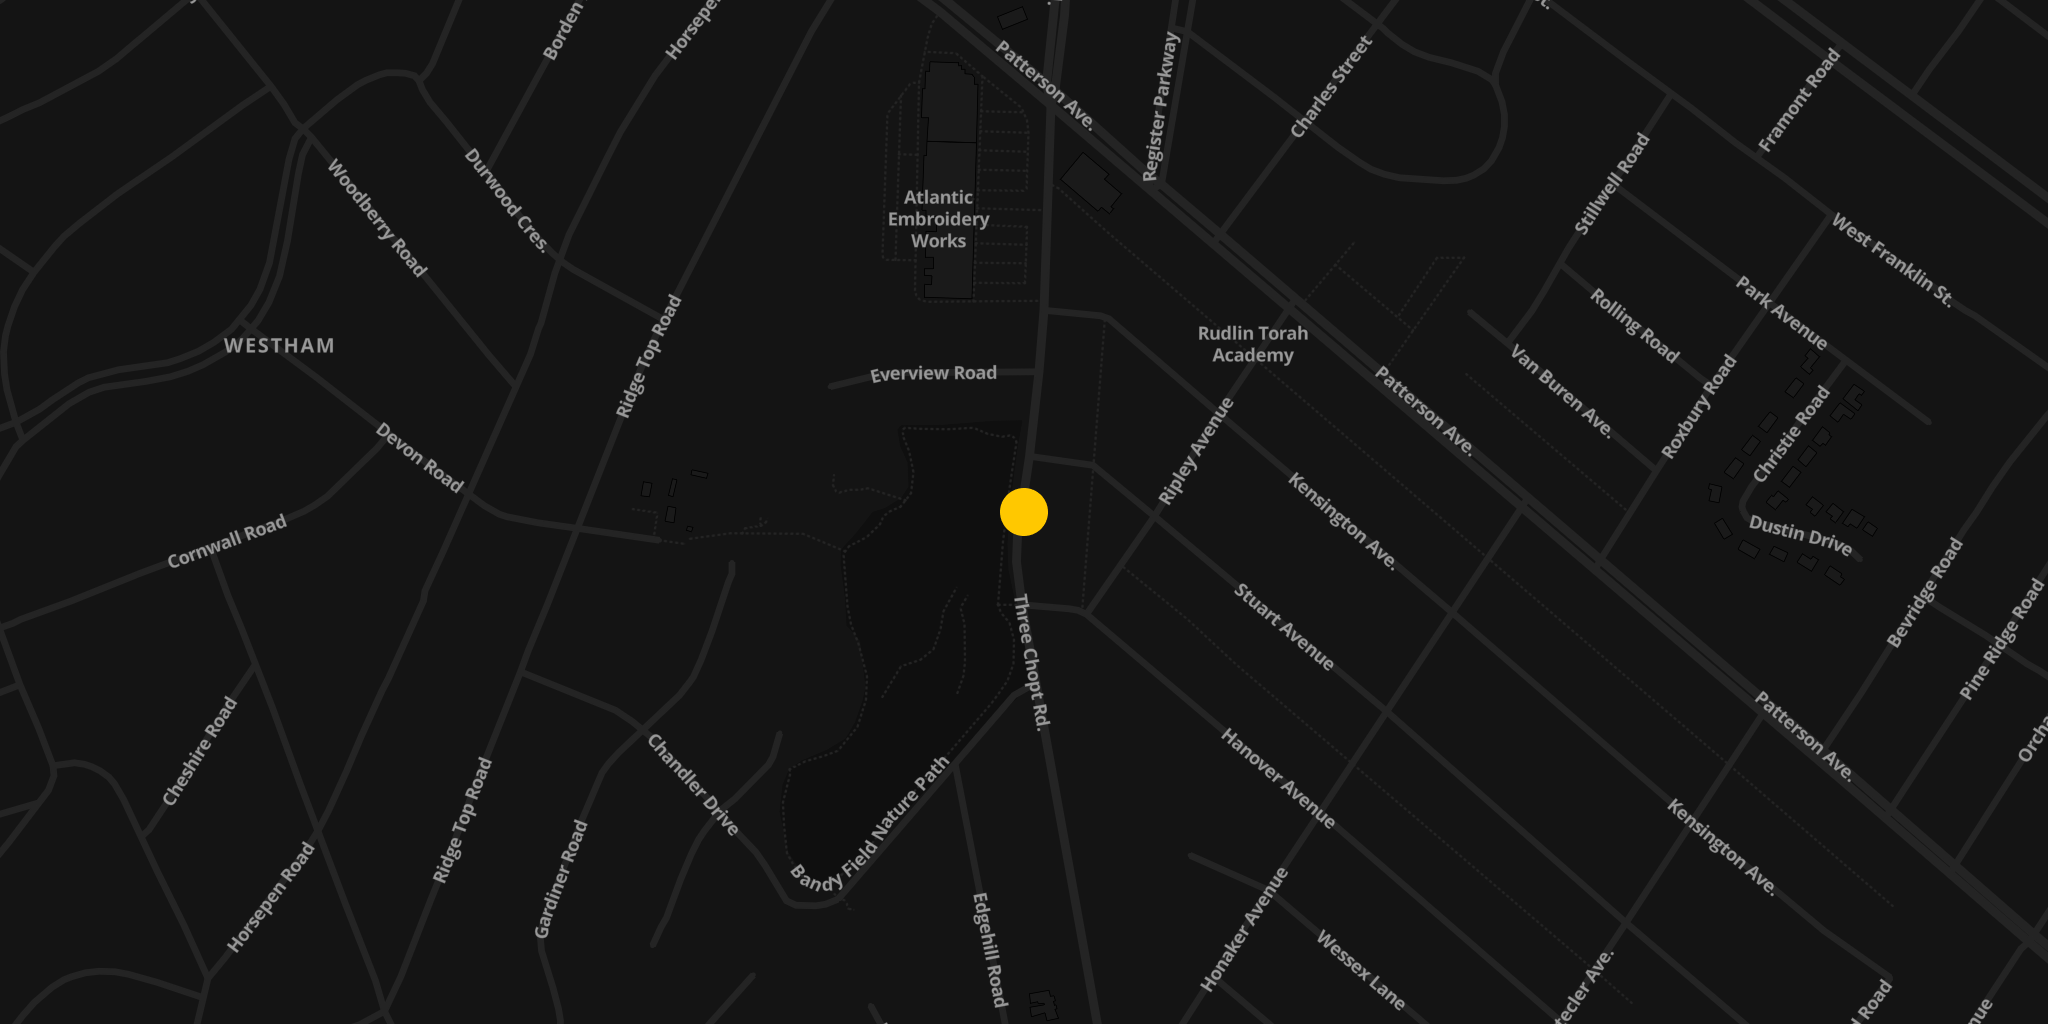 Borden
Patterson Ave.
Register Parkway
Charles Street
Framont Road
Stillwell Road
Woodberry Road
Durwood Cres.
Atlantic
Embroidery
Works
West Franklin St.
Park Avenue
Rolling Road
WESTHAM
Ridge Top Road
Everview Road
Rudlin Torah
Academy
Van Buren Ave.
Roxbury Road
Christie Road
Patterson Ave.
Ripley Avenue
Devon Road
Kensington Ave.
Cornwall Road
Dustin Drive
Bevridge Road
Pine Ridge Road
Stuart Avenue
Three Chopt Rd.
Cheshire Road
Chandler Drive
Hanover Avenue
Patterson Ave.
Ridge Top Road
Bandy Field Nature Path
Kensington Ave.
Horsepen Road
Gardiner Road
Edgehill Road
Honaker Avenue
Wessex Lane
Road